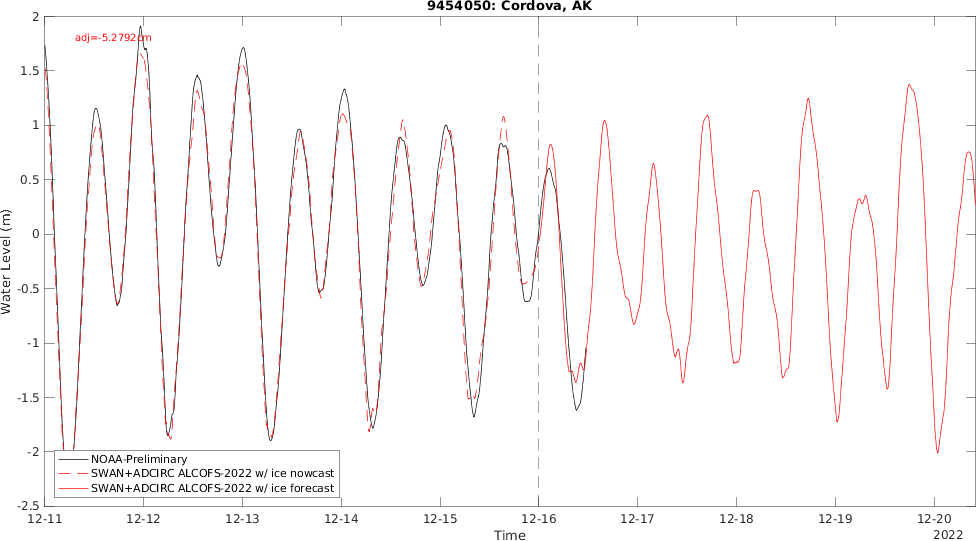 9454050: Cordova, AK
adj=-5.2792cm
Water Level (m)
2
1.5
1
0.5
0
-0.5
-1
-1.5
-2
-2.5
NOAA-Preliminary
SWAN+ADCIRC ALCOFS-2022 w/ ice nowcast
SWAN+ADCIRC ALCOFS-2022 w/ ice forecast
12-11 12-12 12-13 12-14 12-15 12-16 12-17 12-18 12-19 12-20
Time
2022